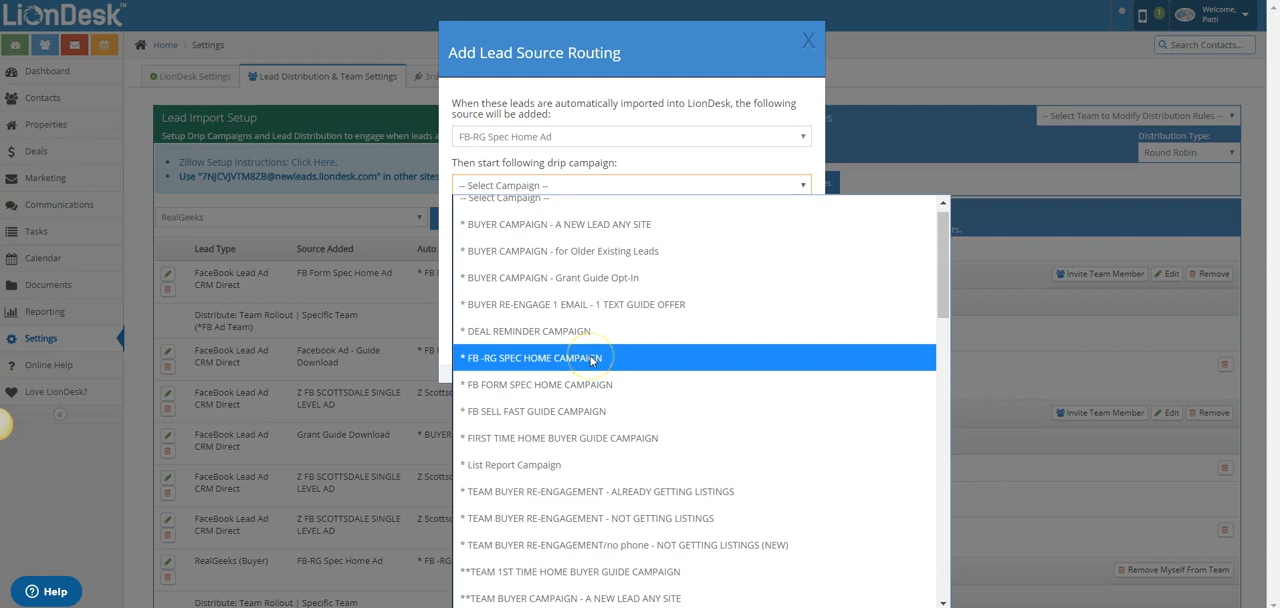 LionDesk™
1
Welcome,
Patti
Home > Settings
Search Contacts...
Dashboard
Contacts
Properties
Deals
Marketing
Communications
Tasks
Calendar
Documents
Reporting
Settings
Online Help
Love LionDesk?
Help
LionDesk Settings
Lead Distribution & Team Settings
3rd
Lead Import Setup
Setup Drip Campaigns and Lead Distribution to engage when leads a
• Zillow Setup Instructions: Click Here.
• Use "7NJCVJVTM8ZB@newleads.liondesk.com" in other sites
RealGeeks
Lead Type Source Added Auto
FaceBook Lead Ad
CRM Direct
FB Form Spec Home Ad
* FB F
Distribute: Team Rollout | Specific Team
(*FB Ad Team)
FaceBook Lead Ad
CRM Direct
Facebook Ad - Guide
Download
* FB F
FaceBook Lead Ad
CRM Direct
Z FB SCOTTSDALE SINGLE
LEVEL AD
Z Scotts
FaceBook Lead Ad
CRM Direct
Grant Guide Download
* BUYER
FaceBook Lead Ad
CRM Direct
Z FB SCOTTSDALE SINGLE
LEVEL AD
Z Scotts
FaceBook Lead Ad
CRM Direct
Z FB SCOTTSDALE SINGLE
LEVEL AD
Z Scotts
RealGeeks (Buyer)
FB-RG Spec Home Ad
* FB -RG
Distribute: Team Rollout | Specific Team
Add Lead Source Routing
X
When these leads are automatically imported into LionDesk, the following
source will be added:
FB-RG Spec Home Ad
Then start following drip campaign:
-- Select Campaign --
-- Select Campaign --
* BUYER CAMPAIGN - A NEW LEAD ANY SITE
* BUYER CAMPAIGN - for Older Existing Leads
* BUYER CAMPAIGN - Grant Guide Opt-In
* BUYER RE-ENGAGE 1 EMAIL - 1 TEXT GUIDE OFFER
* DEAL REMINDER CAMPAIGN
* FB -RG SPEC HOME CAMPAIGN
* FB FORM SPEC HOME CAMPAIGN
* FB SELL FAST GUIDE CAMPAIGN
* FIRST TIME HOME BUYER GUIDE CAMPAIGN
* List Report Campaign
* TEAM BUYER RE-ENGAGEMENT - ALREADY GETTING LISTINGS
* TEAM BUYER RE-ENGAGEMENT - NOT GETTING LISTINGS
* TEAM BUYER RE-ENGAGEMENT/no phone - NOT GETTING LISTINGS (NEW)
**TEAM 1ST TIME HOME BUYER GUIDE CAMPAIGN
**TEAM BUYER CAMPAIGN - A NEW LEAD ANY SITE
es
-- Select Team to Modify Distribution Rules --
Distribution Type:
Round Robin
es
rs.
Invite Team Member Edit Remove
Invite Team Member Edit Remove
Remove Myself From Team